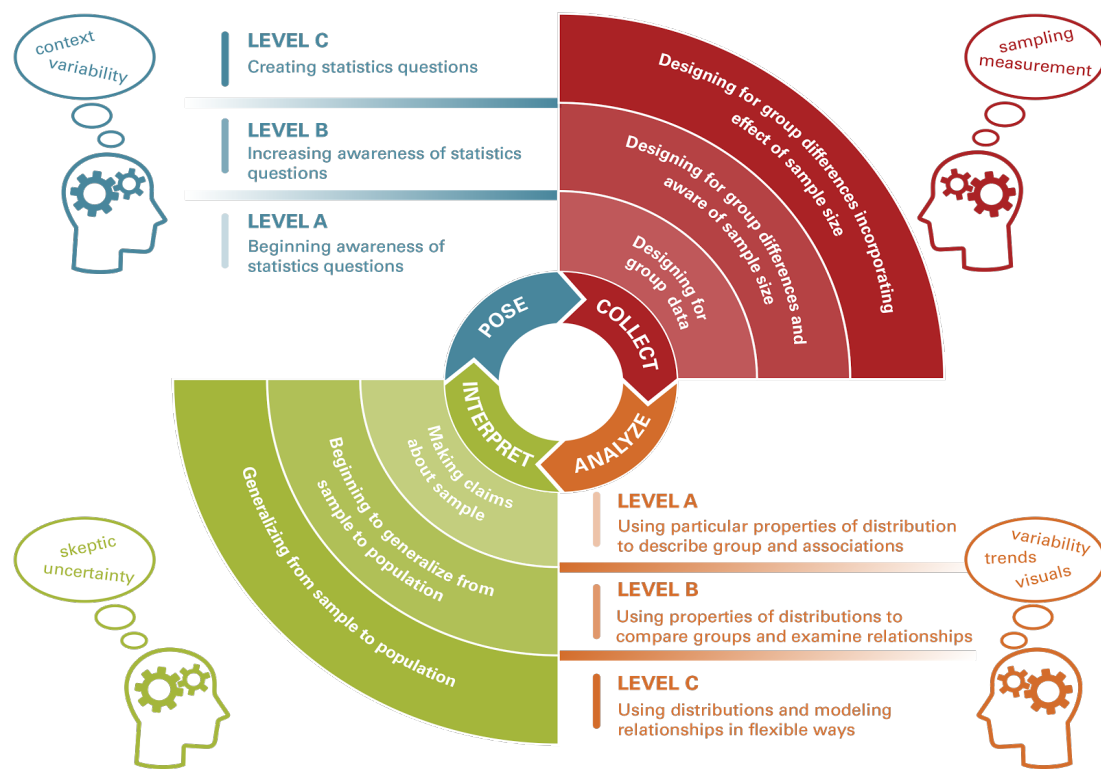 context
variability
LEVEL C
Creating statistics questions
LEVEL B
Increasing awareness of statistics
questions
LEVEL A
Beginning awareness of
statistics questions
Designing for group differences incorporating
effect of sample size
Designing for group differences and
aware of sample size
Designing for
group data
sampling
measurement
POSE
COLLECT
INTERPRET
ANALYZE
Making claims
about sample
Beginning to generalize from
sample to population
Generalizing from sample to population
skeptic
uncertainty
LEVEL A
Using particular properties of distribution
to describe group and associations
LEVEL B
Using properties of distributions to
compare groups and examine relationships
LEVEL C
Using distributions and modeling
relationships in flexible ways
variability
trends
visuals